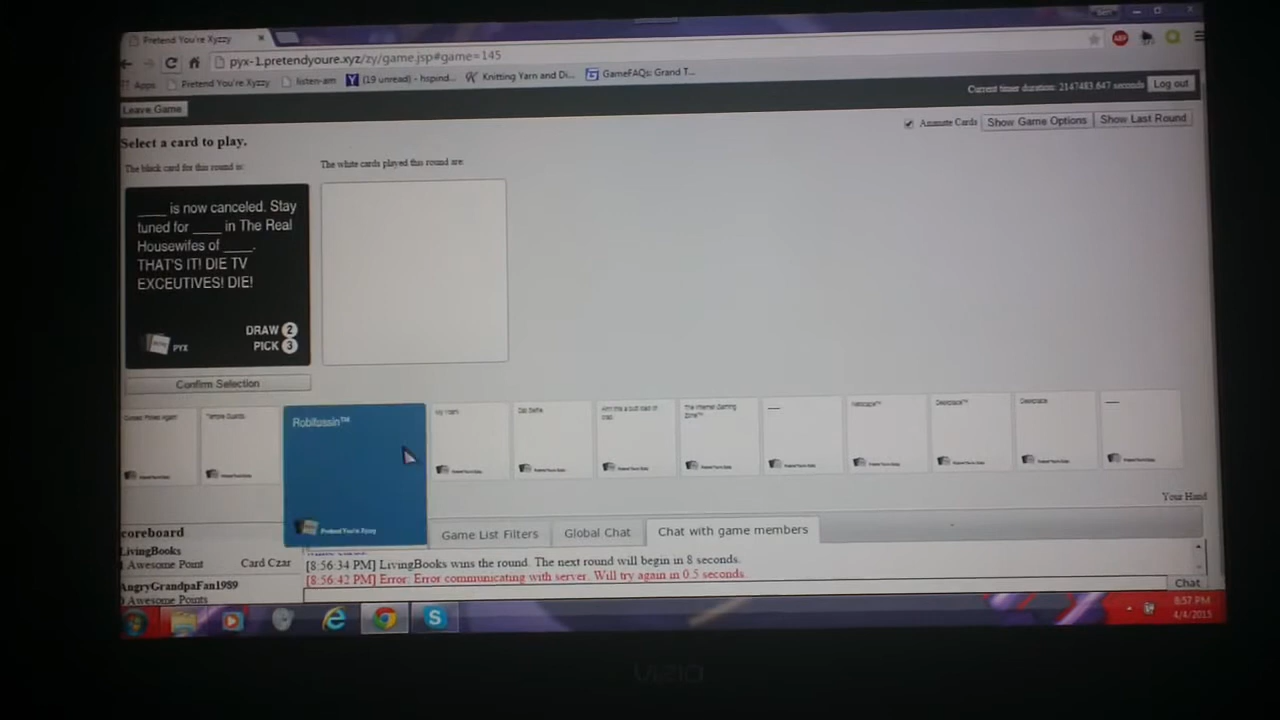 Pretend You're Xyzzy
pyx-1.pretendyoure.xyz/zy/game.jsp#game=145
Apps Pretend You're Xyzzy listen-am (19 unread) - hspind... Knitting Yarn and Di... GameFAQs: Grand T...
Leave Game
Current timer duration: 2147483.647 seconds
Log out
Select a card to play.
Animate Cards
Show Game Options
Show Last Round
The black card for this round is:
The white cards played this round are:
____ is now canceled. Stay
tuned for ____ in The Real
Housewifes of ____.
THAT'S IT! DIE TV
EXCEUTIVES! DIE!
DRAW 2
PYX
PICK 3
Confirm Selection
Temple Guards.
Robitussin™
Pretend You're Xyzzy
The Internet Gaming
Zone™
Netscape™
Your Hand
coreboard
Game List Filters
Global Chat
Chat with game members
LivingBooks
1 Awesome Point
Card Czar
AngryGrandpaFan1989
0 Awesome Points
[8:56:34 PM] LivingBooks wins the round. The next round will begin in 8 seconds.
[8:56:42 PM] Error: Error communicating with server. Will try again in 0.5 seconds.
Chat
8:57 PM
4/4/2015
VIZIO